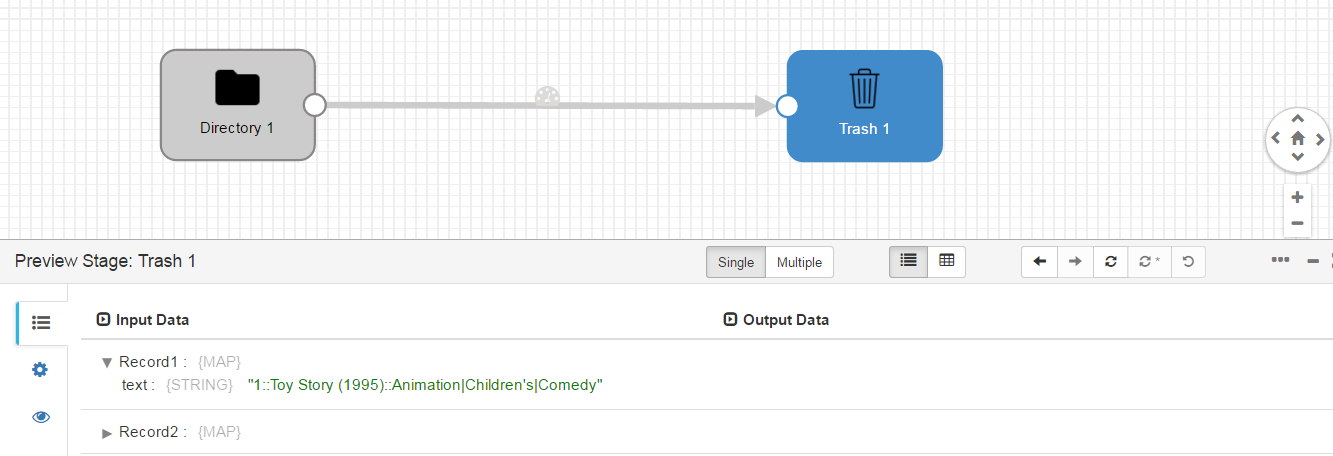 Directory 1
Trash 1
Preview Stage: Trash 1
Single Multiple
Input Data Output Data
Record1 : {MAP}
text : {STRING} "1::Toy Story (1995)::Animation|Children's|Comedy"
Record2 : {MAP}